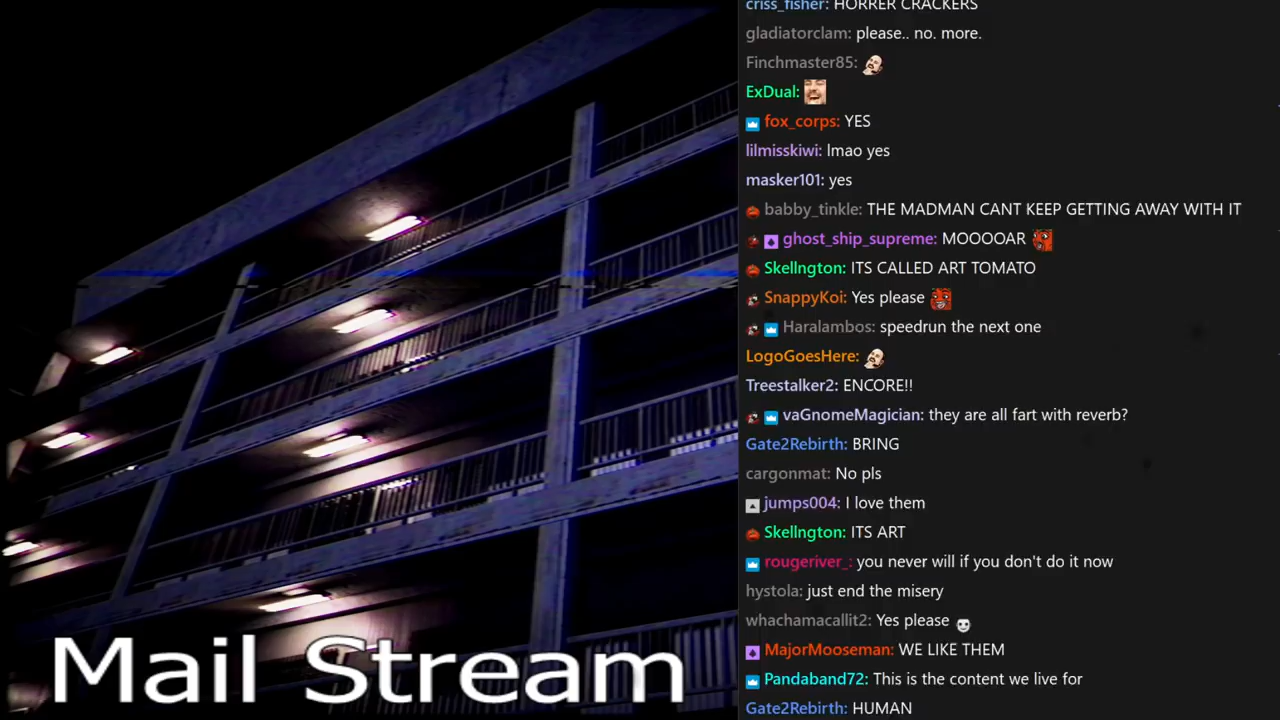 criss_fisher: HORRER CRACKERS
gladiatorclam: please.. no. more.
Finchmaster85:
ExDual:
fox_corps: YES
lilmisskiwi: lmao yes
masker101: yes
babby_tinkle: THE MADMAN CANT KEEP GETTING AWAY WITH IT
ghost_ship_supreme: MOOOOAR
Skellngton: ITS CALLED ART TOMATO
SnappyKoi: Yes please
Haralambos: speedrun the next one
LogoGoesHere:
Treestalker2: ENCORE!!
vaGnomeMagician: they are all fart with reverb?
Gate2Rebirth: BRING
cargonmat: No pls
jumps004: I love them
Skellngton: ITS ART
rougeriver_: you never will if you don't do it now
hystola: just end the misery
whachamacallit2: Yes please
MajorMooseman: WE LIKE THEM
Pandaband72: This is the content we live for
Gate2Rebirth: HUMAN
Mail Stream